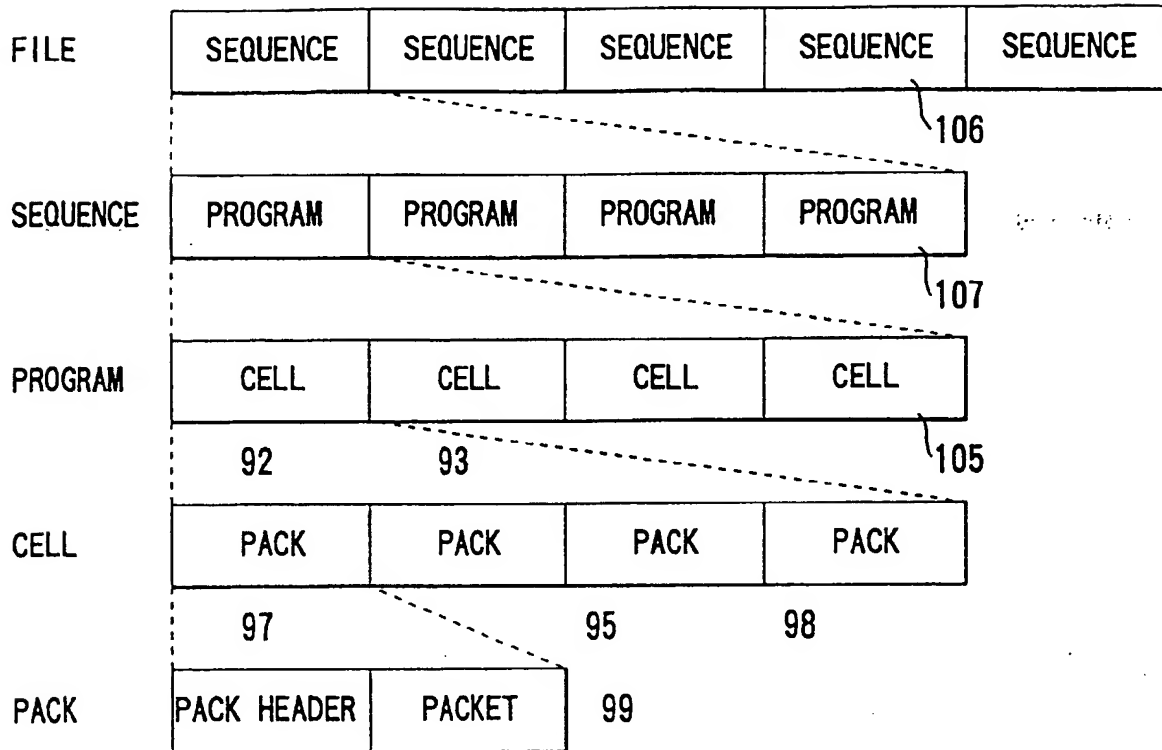 FILE SEQUENCE SEQUENCE SEQUENCE SEQUENCE SEQUENCE
106
SEQUENCE PROGRAM PROGRAM PROGRAM PROGRAM
107
PROGRAM CELL CELL CELL CELL
92 93 105
CELL PACK PACK PACK PACK
97 95 98
PACK PACK HEADER PACKET 99